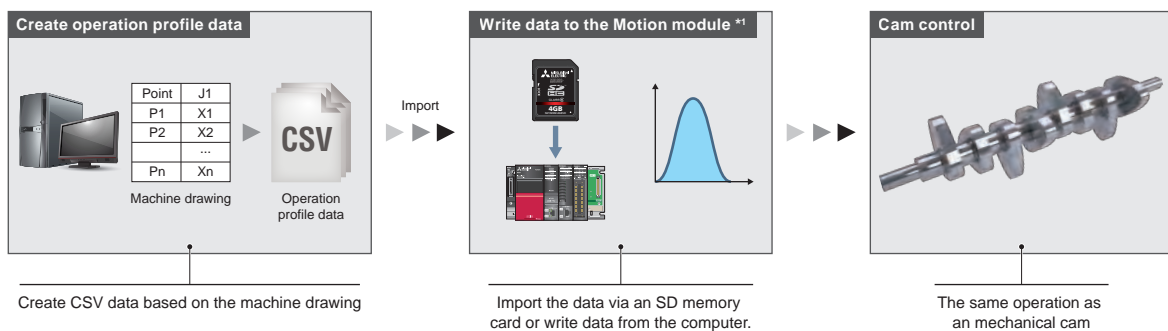 Create operation profile data
Point J1
P1 X1
P2 X2
...
Pn Xn
Machine drawing
CSV
Operation
profile data
Create CSV data based on the machine drawing
Import
Write data to the Motion module *1
4GB
Import the data via an SD memory
card or write data from the computer.
Cam control
The same operation as
an mechanical cam